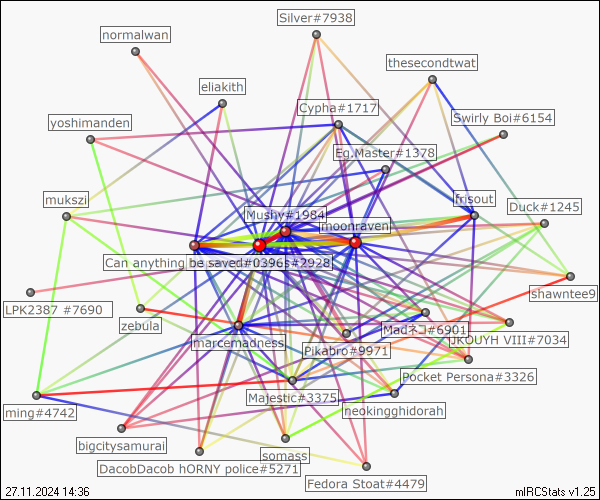 Silver#7938
normalwan
thesecondtwat
eliakith
Cypha#1717
Swirly Boi#6154
yoshimanden
Eg.Master#1378
mukszi
frisout
Duck#1245
Mushy#1984
moonraven
Can anything be saved#0396
s#2928
shawntee9
LPK2387 #7690
zebula
Madネコ#6901
marcemadness
JKOUYH VIII#7034
Pikabro#9971
Pocket Persona#3326
Majestic#3375
ming#4742
neokingghidorah
bigcitysamurai
somass
DacobDacob hORNY police#5271
Fedora Stoat#4479
27.11.2024 14:36
mIRCStats v1.25